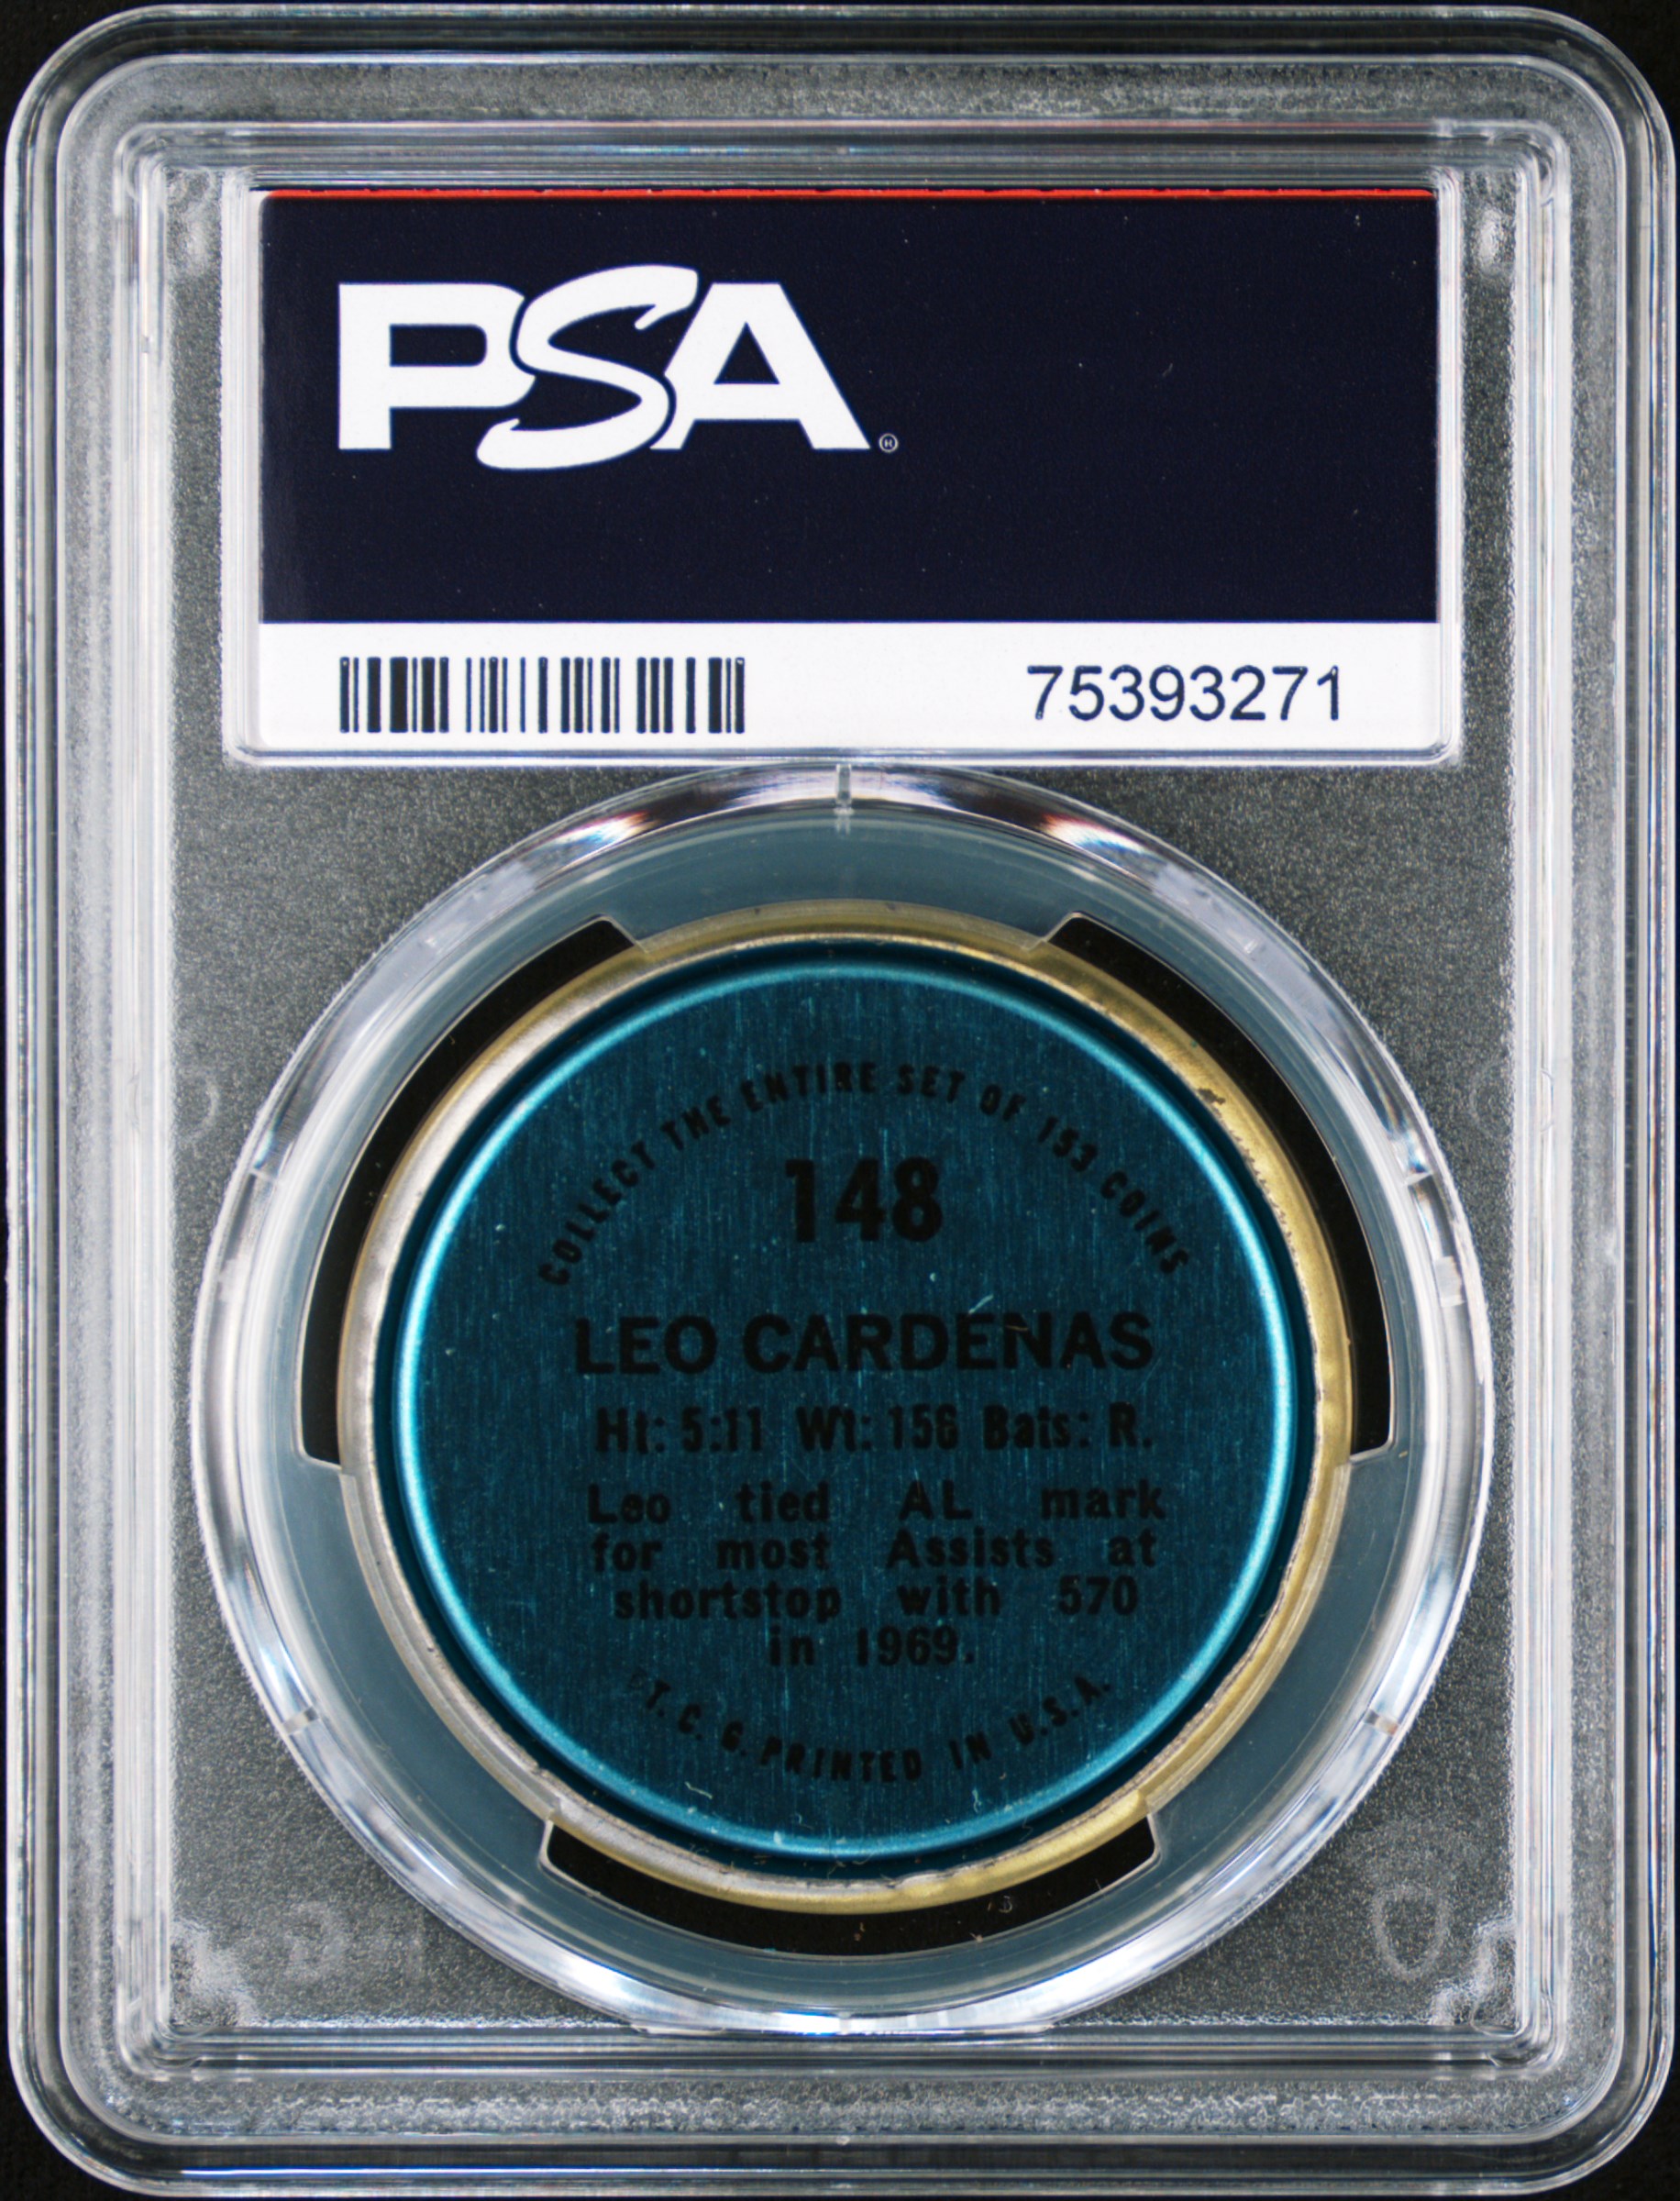 PSA®
75393271
COLLECT THE ENTIRE SET OF 153 COINS
148
LEO CARDENAS
Ht: 5:11 Wt: 156 Bats: R.
Leo tied AL mark
for most Assists at
shortstop with 570
in 1969.
©T. C. G. PRINTED IN U.S.A.